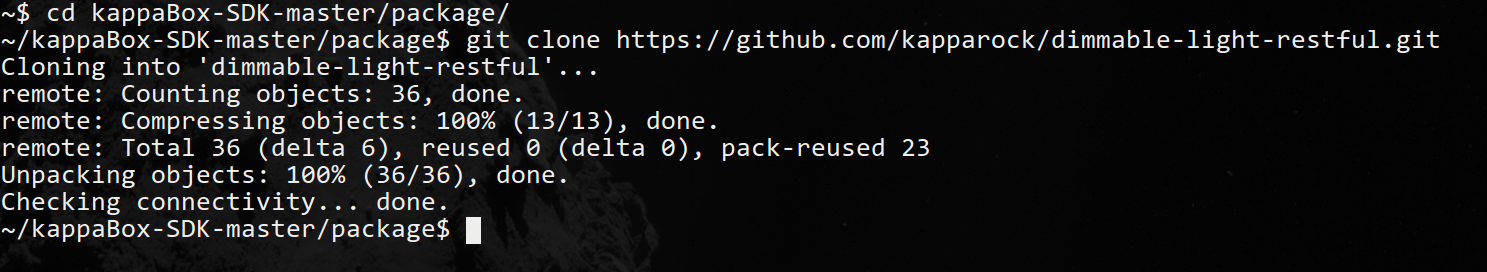 ~$ cd kappaBox-SDK-master/package/
~/kappaBox-SDK-master/package$ git clone https://github.com/kapparock/dimmable-light-restful.git
Cloning into 'dimmable-light-restful'...
remote: Counting objects: 36, done.
remote: Compressing objects: 100% (13/13), done.
remote: Total 36 (delta 6), reused 0 (delta 0), pack-reused 23
Unpacking objects: 100% (36/36), done.
Checking connectivity... done.
~/kappaBox-SDK-master/package$